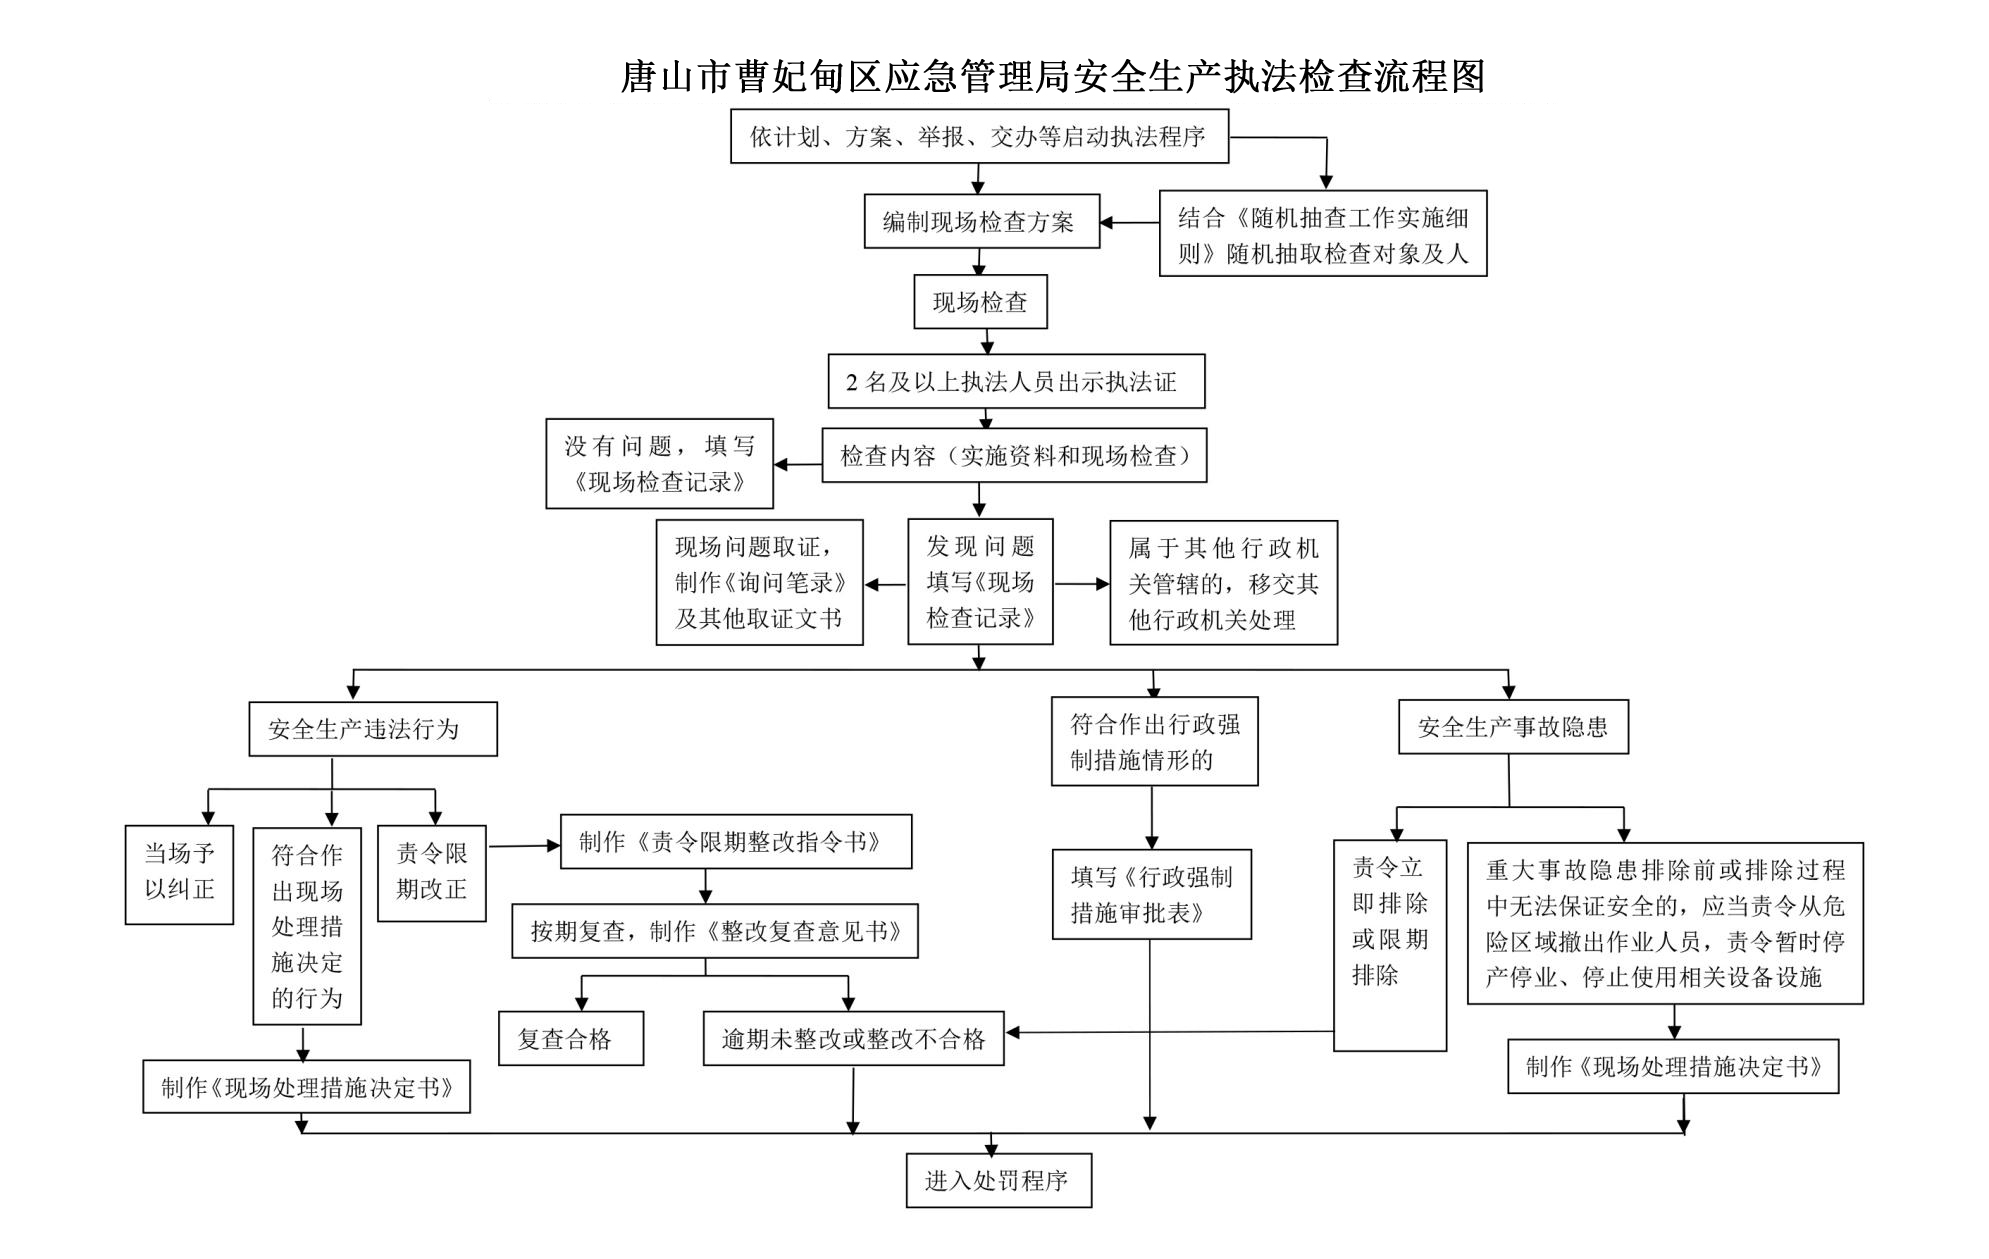 唐山市曹妃甸区应急管理局安全生产执法检查流程图
依计划、方案、举报、交办等启动执法程序
编制现场检查方案
结合《随机抽查工作实施细
则》随机抽取检查对象及人
现场检查
2 名及以上执法人员出示执法证
没有问题，填写
《现场检查记录》
检查内容（实施资料和现场检查）
现场问题取证，
制作《询问笔录》
及其他取证文书
发现问题
填写《现场
检查记录》
属于其他行政机
关管辖的，移交其
他行政机关处理
安全生产违法行为
符合作出行政强
制措施情形的
安全生产事故隐患
当场予
以纠正
符合作
出现场
处理措
施决定
的行为
责令限
期改正
制作《责令限期整改指令书》
按期复查，制作《整改复查意见书》
复查合格
逾期未整改或整改不合格
填写《行政强制
措施审批表》
责令立
即排除
或限期
排除
重大事故隐患排除前或排除过程
中无法保证安全的，应当责令从危
险区域撤出作业人员，责令暂时停
产停业、停止使用相关设备设施
制作《现场处理措施决定书》
制作《现场处理措施决定书》
进入处罚程序